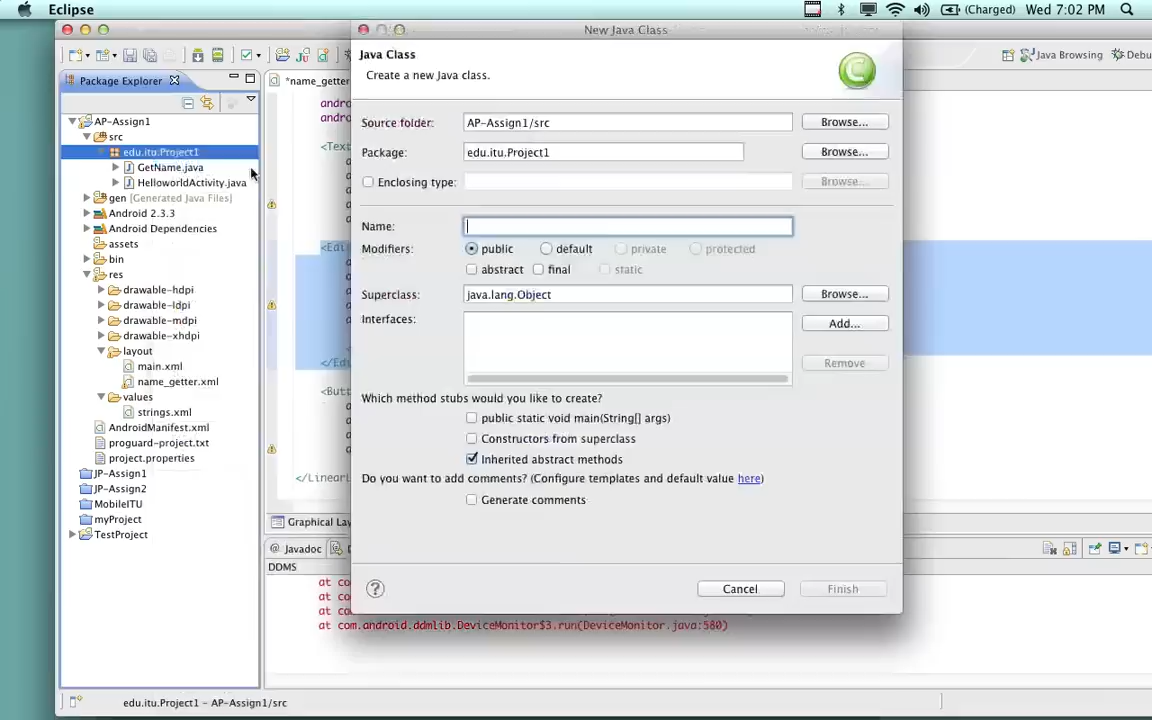 Eclipse
(Charged) Wed 7:02 PM
New Java Class
Java Class
Create a new Java class.
Java Browsing
Package Explorer
*name_getter
AP-Assign1
src
edu.itu.Project1
GetName.java
HelloworldActivity.java
gen [Generated Java Files]
Android 2.3.3
Android Dependencies
assets
bin
res
drawable-hdpi
drawable-ldpi
drawable-mdpi
drawable-xhdpi
layout
main.xml
name_getter.xml
values
strings.xml
AndroidManifest.xml
proguard-project.txt
project.properties
JP-Assign1
JP-Assign2
MobileITU
myProject
TestProject
Source folder: AP-Assign1/src Browse...
Package: edu.itu.Project1 Browse...
Enclosing type: Browse...
Name:
Modifiers: public default private protected
abstract final static
Superclass: java.lang.Object Browse...
Interfaces: Add...
Remove
Which method stubs would you like to create?
public static void main(String[] args)
Constructors from superclass
Inherited abstract methods
Do you want to add comments? (Configure templates and default value here)
Generate comments
? Cancel Finish
Graphical La
@ Javadoc
DDMS
at co
at co
at co
at com.android.ddmlib.DeviceMonitor$3.run(DeviceMonitor.java:580)
edu.itu.Project1 - AP-Assign1/src